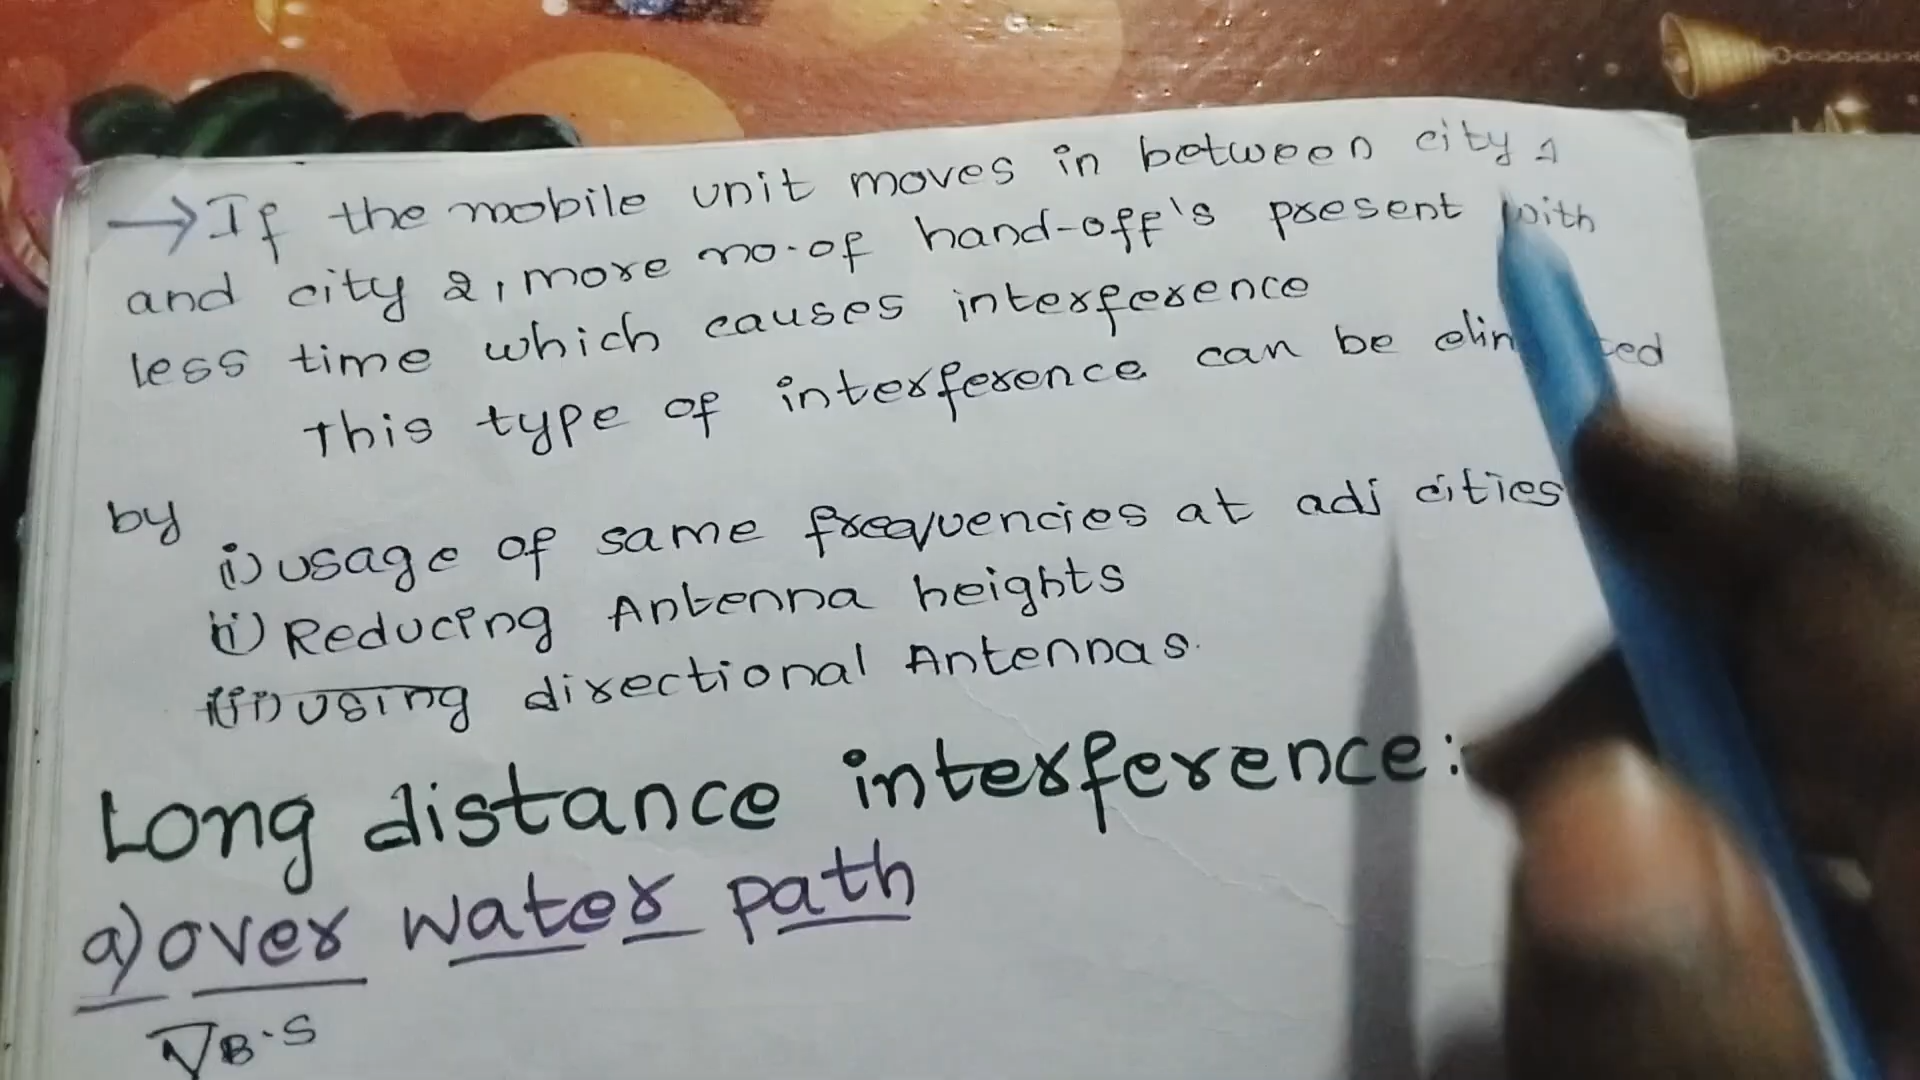 →If the mobile unit moves in between city 1
and city 2, more no.of hand-off's present with
less time which causes interference
This type of interference can be
by
i) usage of same frequencies at adj cities
ii) Reducing Antenna heights
iii) using directional Antennas.
Long distance interference:
a) over water path
B.S